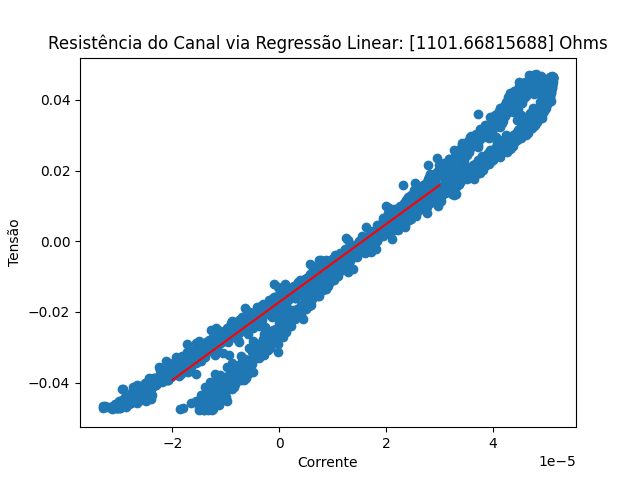 Resistência do Canal via Regressão Linear: [1101.66815688] Ohms
Tensão
0.04
0.02
0.00
−0.02
−0.04
−2
0
2
4
1e−5
Corrente